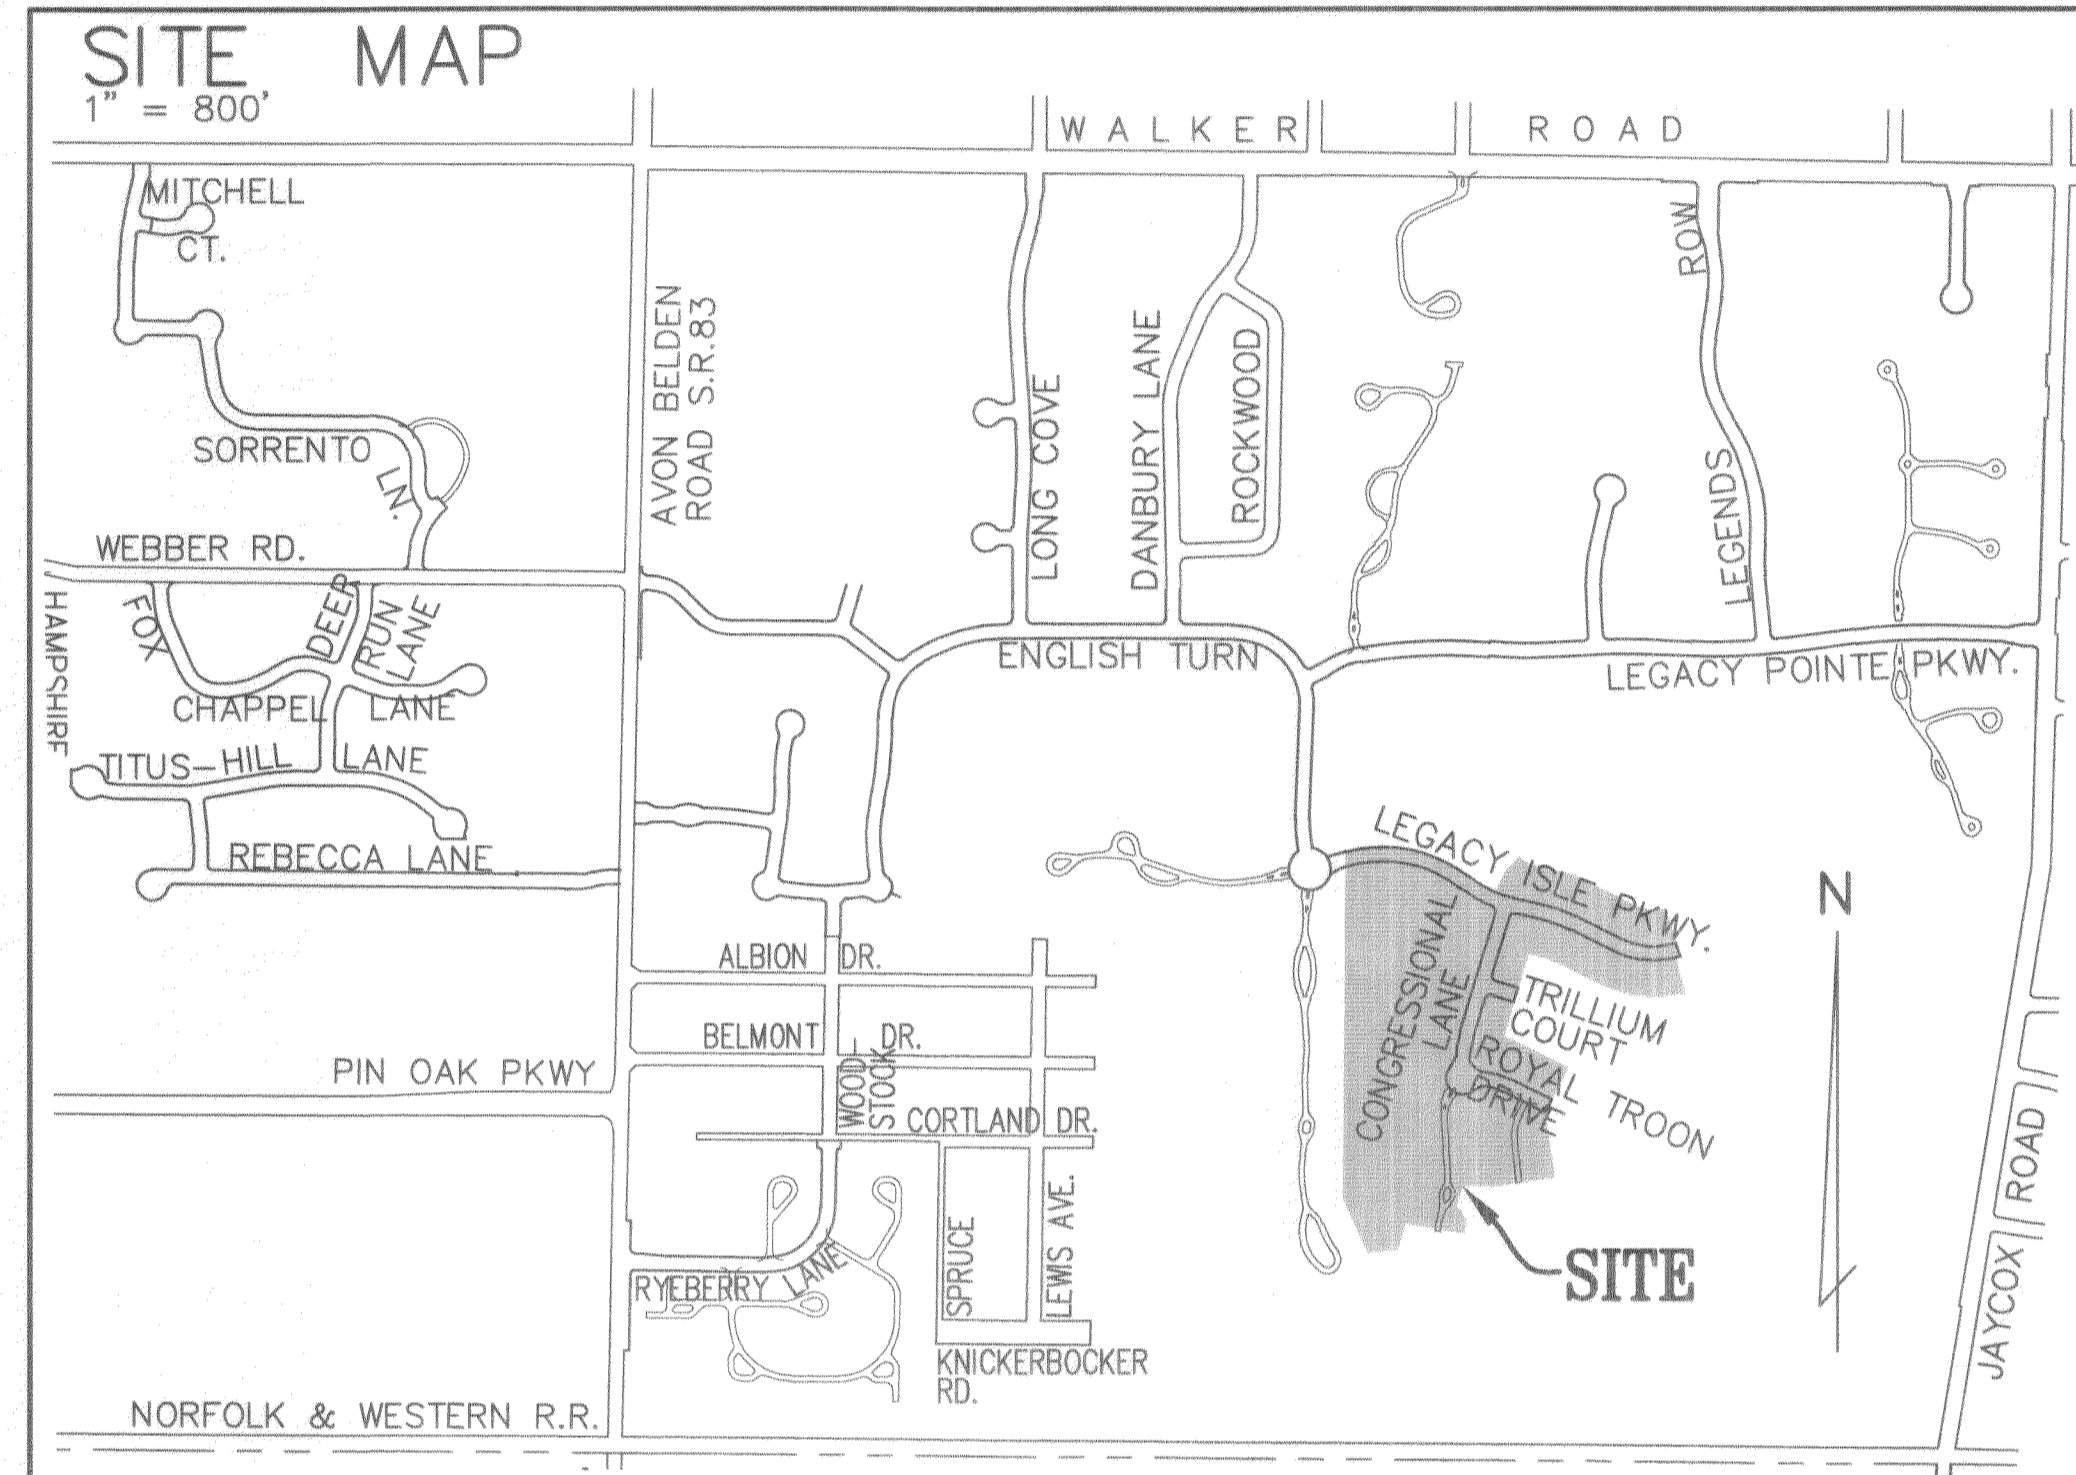 SITE MAP
1" = 800'
WALKER ROAD
MITCHELL
CT.
SORRENTO
LN.
AVON BELDEN
ROAD S.R.83
LONG COVE
DANBURY LANE
ROCKWOOD
LEGENDS ROW
WEBBER RD.
HAMPSHIRE
FOX
DEER
RUN
LANE
CHAPPEL LANE
TITUS-HILL LANE
REBECCA LANE
ENGLISH TURN
LEGACY POINTE PKWY.
LEGACY ISLE PKWY.
N
CONGRESSIONAL
LANE
TRILLIUM
COURT
ROYAL TROON
DRIVE
ALBION DR.
BELMONT DR.
WOOD-
STOCK
CORTLAND DR.
PIN OAK PKWY
SPRUCE
LEWIS AVE.
RYEBERRY LANE
SITE
KNICKERBOCKER
RD.
JAYCOX ROAD
NORFOLK & WESTERN R.R.